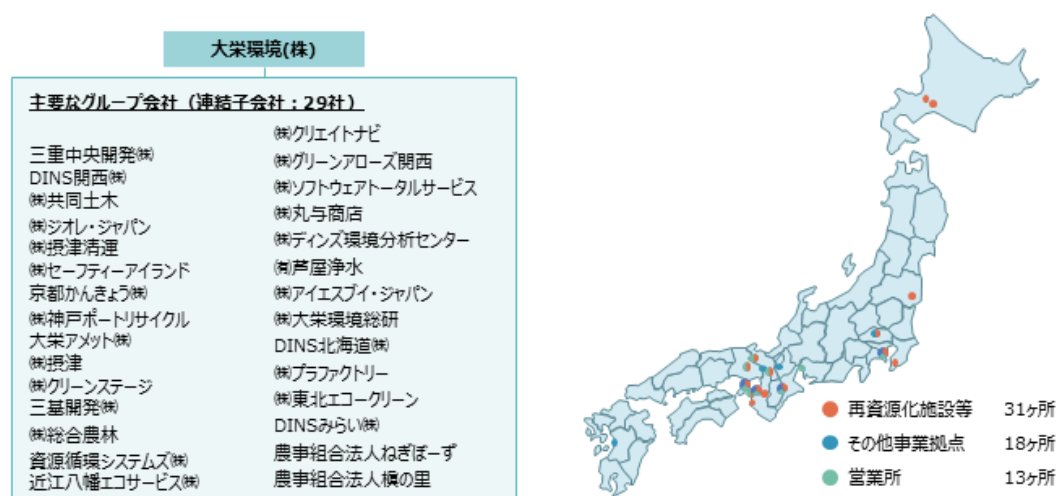 大栄環境(株)
主要なグループ会社（連結子会社：29社）
三重中央開発㈱
DINS関西㈱
㈱共同土木
㈱ジオレ・ジャパン
㈱摂津清運
㈱セーフティーアイランド
京都かんきょう㈱
㈱神戸ポートリサイクル
大栄アメット㈱
㈱摂津
㈱グリーンステージ
三基開発㈱
㈱総合農林
資源循環システムズ㈱
近江八幡エコサービス㈱
㈱クリエイトナビ
㈱グリーンアローズ関西
㈱ソフトウェアトータルサービス
㈱丸与商店
㈱ディンズ環境分析センター
㈲芦屋浄水
㈱アイエスブイ・ジャパン
㈱大栄環境総研
DINS北海道㈱
㈱プラファクトリー
㈱東北エコークリーン
DINSみらい㈱
農事組合法人ねぎぼーず
農事組合法人槇の里
再資源化施設等 31ヶ所
その他事業拠点 18ヶ所
営業所 13ヶ所